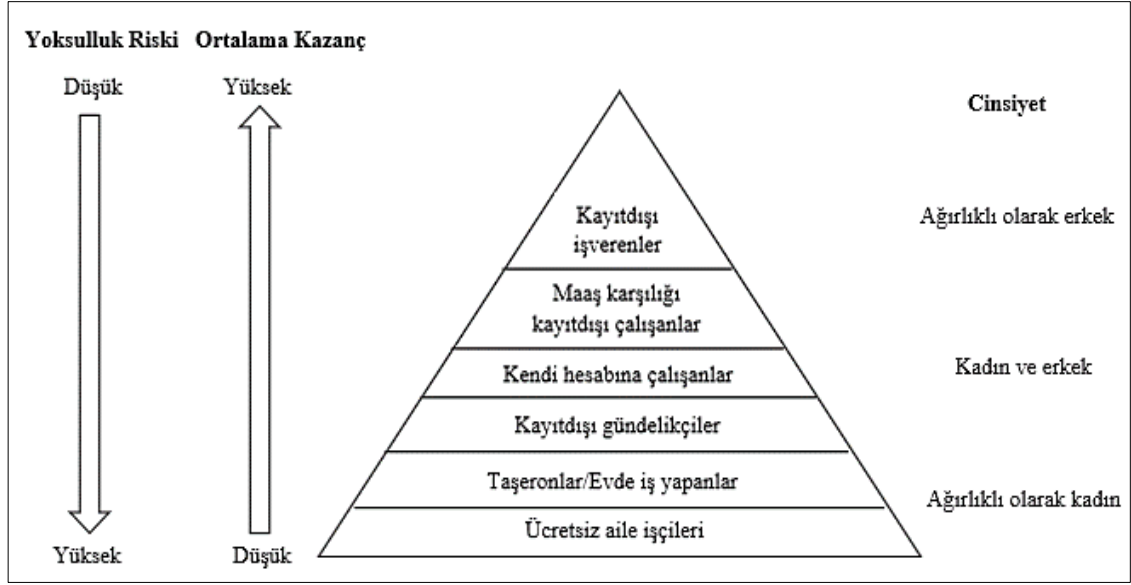 Yoksulluk Riski Ortalama Kazanç
Düşük Yüksek
Cinsiyet
Kayıtdışı
işverenler
Ağırlıklı olarak erkek
Maaş karşılığı
kayıtdışı çalışanlar
Kendi hesabına çalışanlar
Kadın ve erkek
Kayıtdışı gündelikçiler
Taşeronlar/Evde iş yapanlar
Ağırlıklı olarak kadın
Ücretsiz aile işçileri
Yüksek Düşük